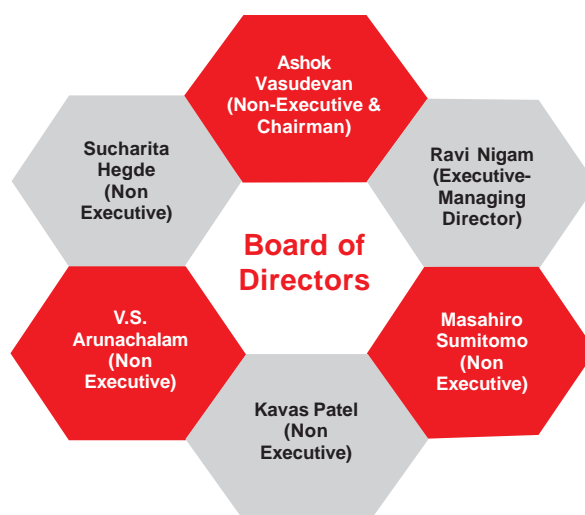 Ashok
Vasudevan
(Non-Executive &
Chairman)
Sucharita
Hegde
(Non
Executive)
Ravi Nigam
(Executive-
Managing
Director)
Board of
Directors
V.S.
Arunachalam
(Non
Executive)
Masahiro
Sumitomo
(Non
Executive)
Kavas Patel
(Non
Executive)